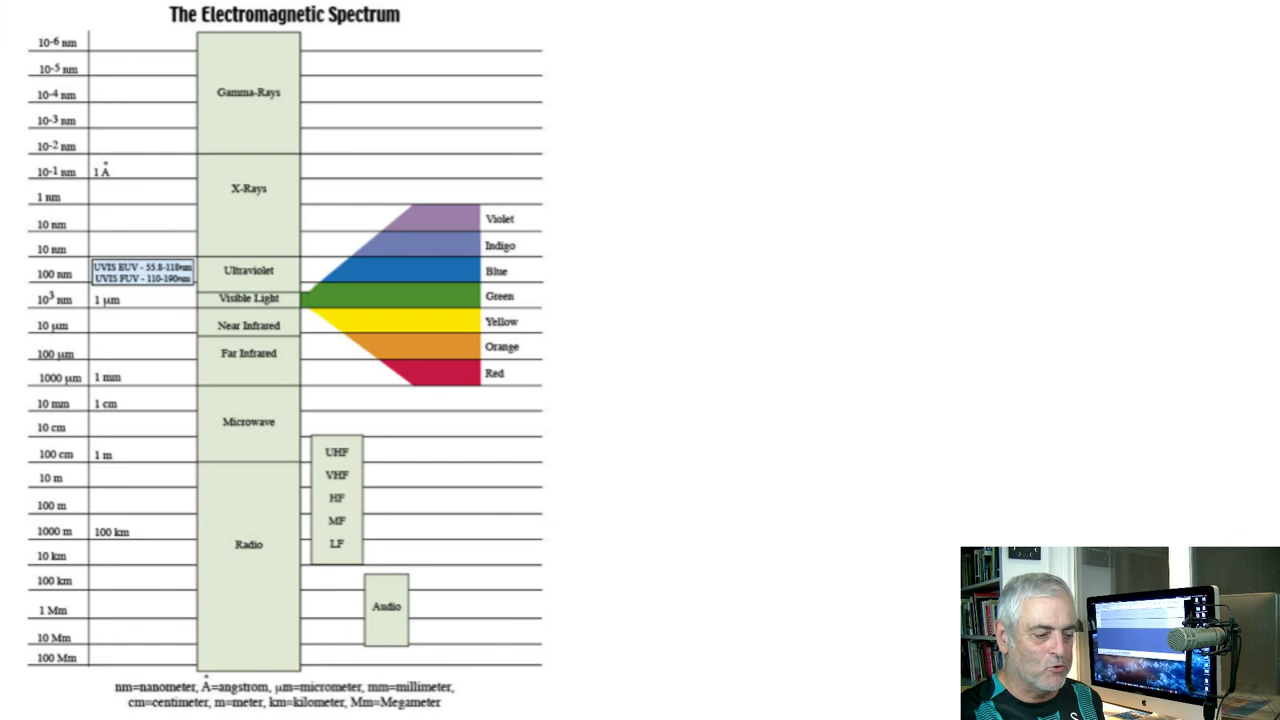 The Electromagnetic Spectrum
10-6 nm
10-5 nm
10-4 nm
Gamma-Rays
10-3 nm
10-2 nm
10-1 nm 1 Å
1 nm
X-Rays
10 nm
Violet
10 nm
Indigo
UVIS EUV - 55.8-118nm
UVIS FUV - 110-190nm
100 nm
Ultraviolet
Blue
103 nm 1 μm
Visible Light
Green
10 μm
Near Infrared
Yellow
100 μm
Far Infrared
Orange
1000 μm 1 mm
Red
10 mm 1 cm
10 cm
Microwave
100 cm 1 m
UHF
10 m
VHF
100 m
HF
1000 m 100 km
MF
10 km
Radio
LF
100 km
1 Mm
Audio
10 Mm
100 Mm
nm=nanometer, Å=angstrom, μm=micrometer, mm=millimeter,
cm=centimeter, m=meter, km=kilometer, Mm=Megameter